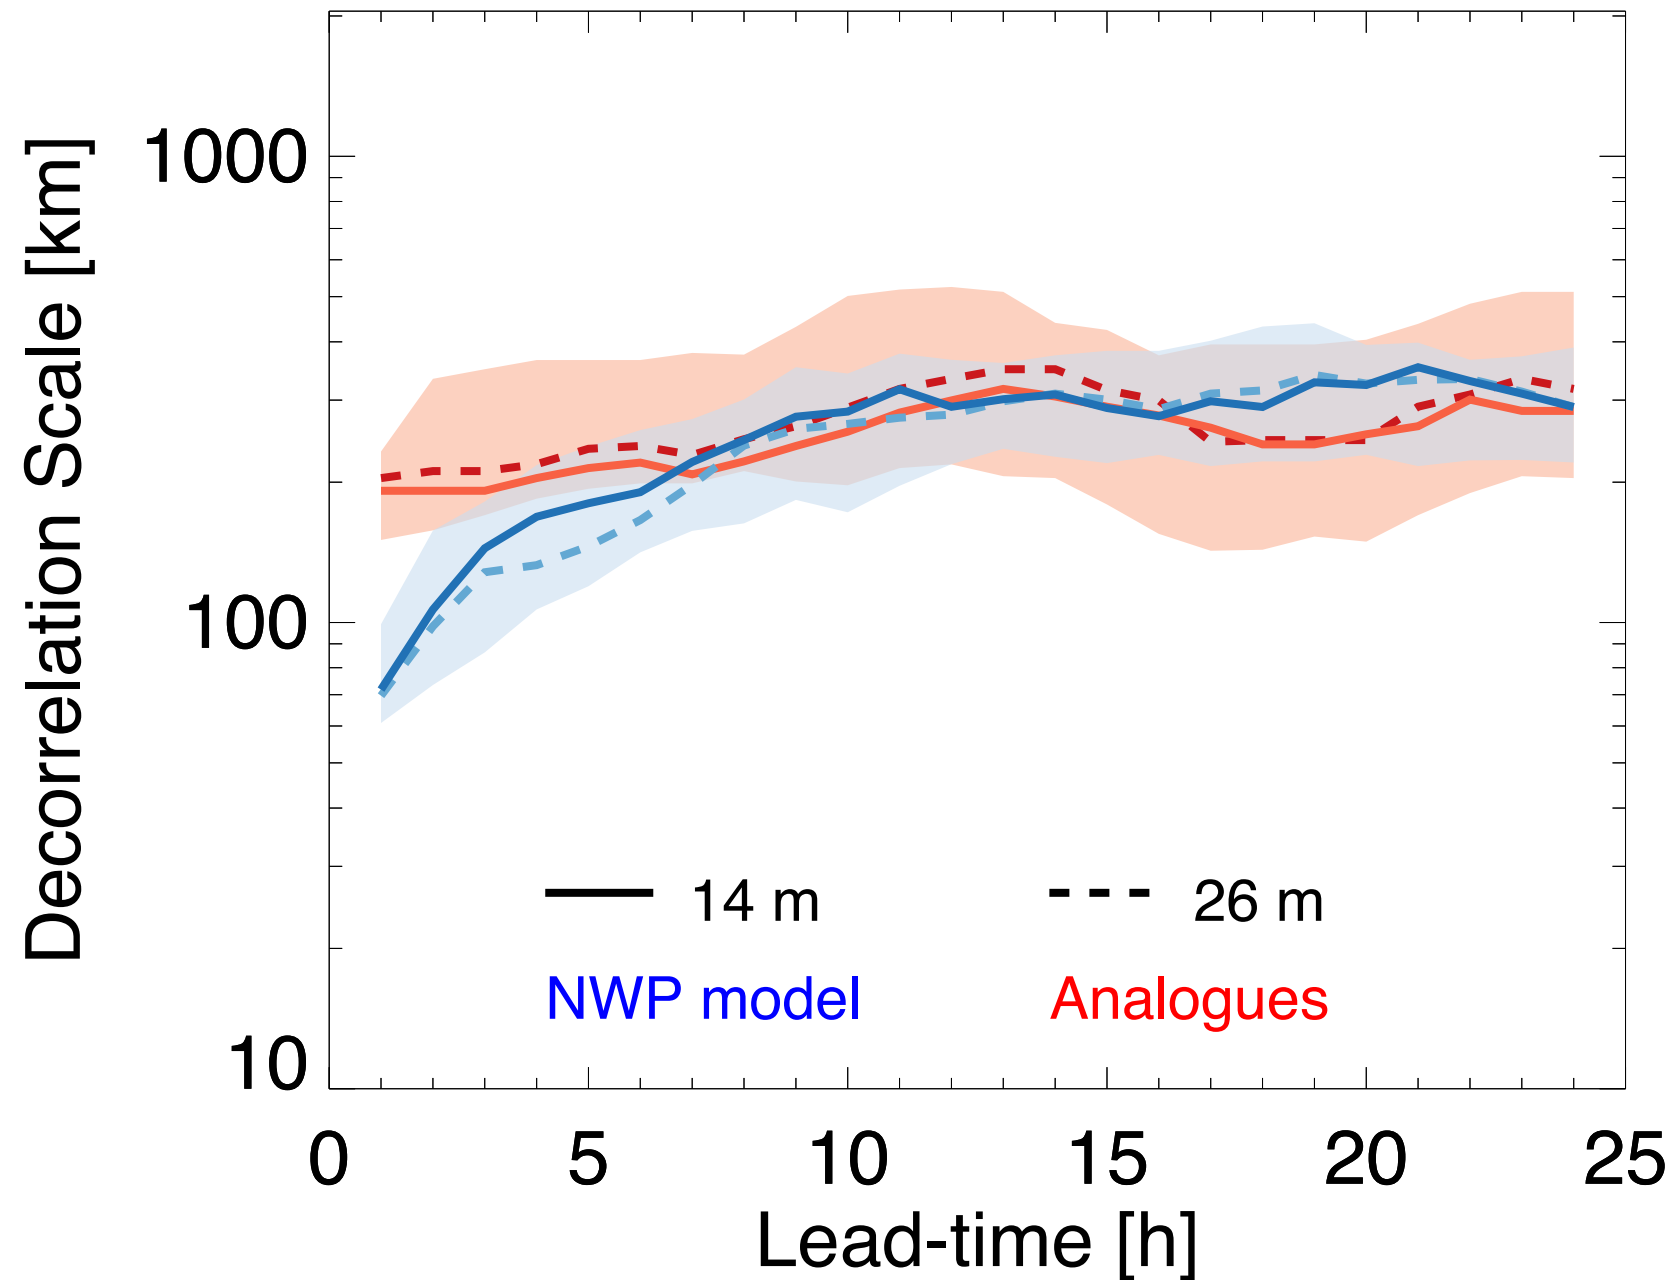 Decorrelation Scale [km]
1000
100
10
14 m
26 m
NWP model
Analogues
0 5 10 15 20 25
Lead-time [h]